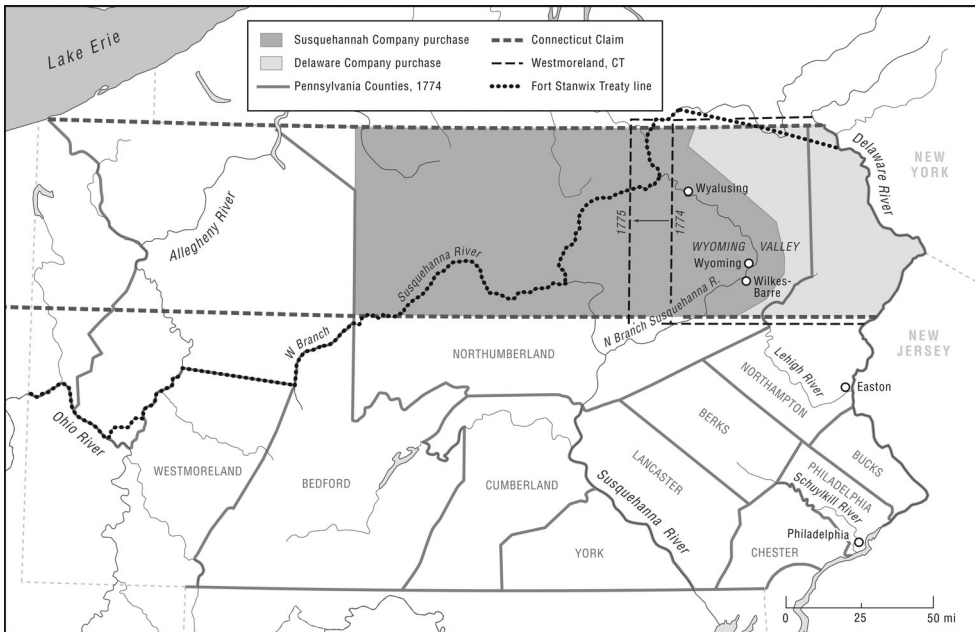 Lake Erie
Susquehannah Company purchase
Delaware Company purchase
Pennsylvania Counties, 1774
Connecticut Claim
Westmoreland, CT
Fort Stanwix Treaty line
Delaware River
NEW
YORK
Allegheny River
Wyalusing
1775
1774
WYOMING VALLEY
Wyoming
Wilkes-
Barre
Susquehanna River
W Branch
N Branch Susquehanna R.
NEW
JERSEY
NORTHUMBERLAND
Lehigh River
Easton
NORTHAMPTON
Ohio River
BERKS
BUCKS
WESTMORELAND
BEDFORD
CUMBERLAND
LANCASTER
PHILADELPHIA
Schuylkill River
Susquehanna River
Philadelphia
YORK
CHESTER
0 25 50 mi